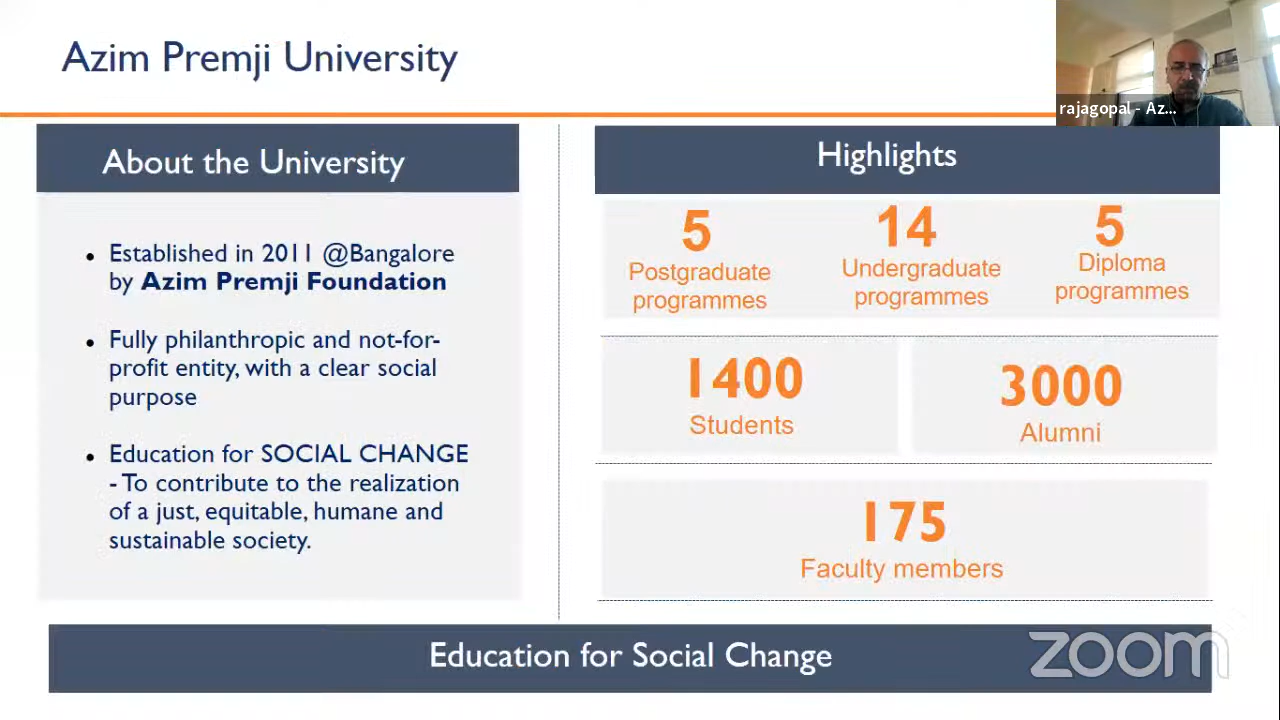 Azim Premji University
rajagopal - Az...
About the University
• Established in 2011 @Bangalore
by Azim Premji Foundation
• Fully philanthropic and not-for-
profit entity, with a clear social
purpose
• Education for SOCIAL CHANGE
- To contribute to the realization
of a just, equitable, humane and
sustainable society.
Highlights
5
Postgraduate
programmes
14
Undergraduate
programmes
5
Diploma
programmes
1400
Students
3000
Alumni
175
Faculty members
Education for Social Change
zoom